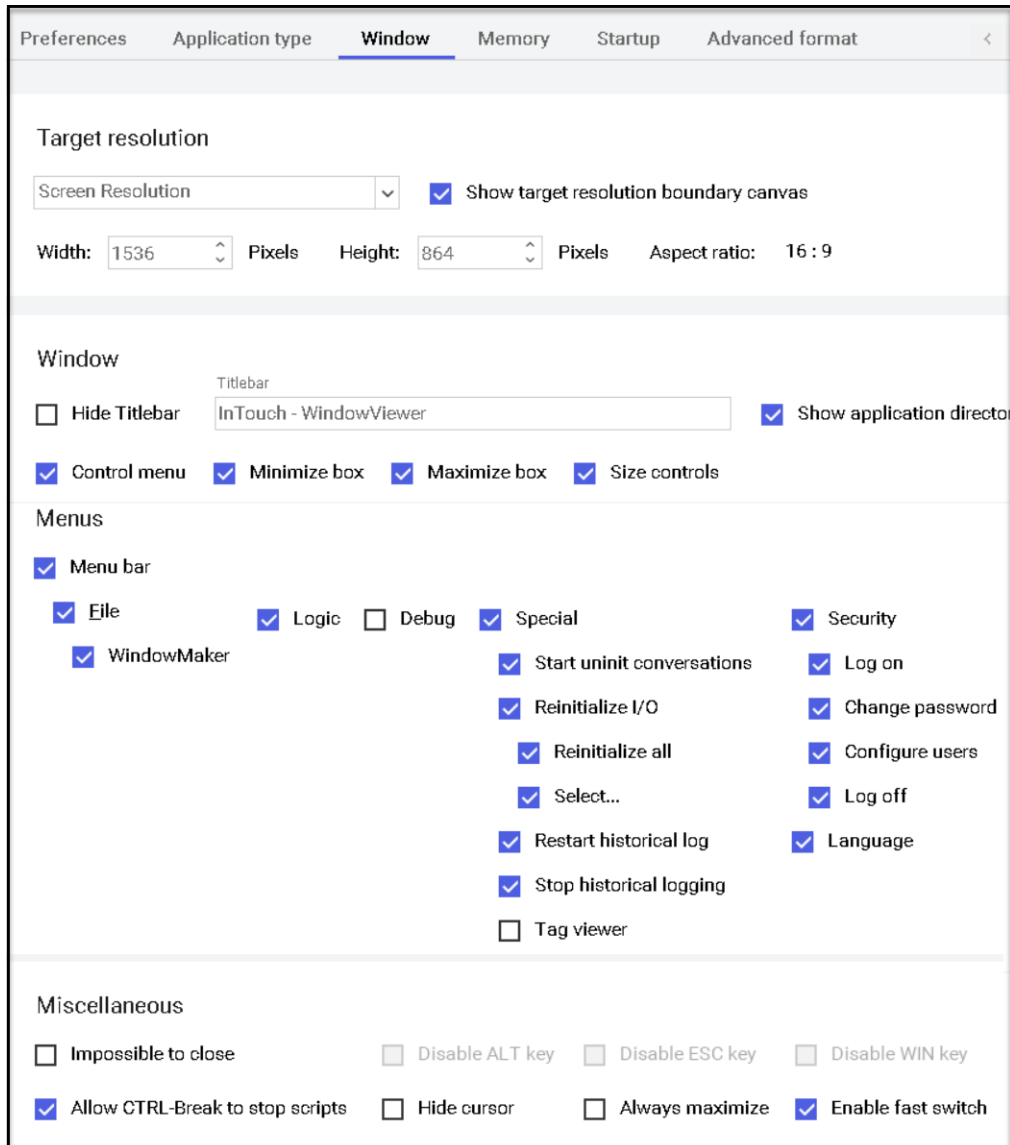 Preferences Application type Window Memory Startup Advanced format
Target resolution
Screen Resolution Show target resolution boundary canvas
Width: 1536 Pixels Height: 864 Pixels Aspect ratio: 16 : 9
Window
Titlebar
Hide Titlebar InTouch - WindowViewer Show application director
Control menu Minimize box Maximize box Size controls
Menus
Menu bar
File Logic Debug Special Security
WindowMaker Start uninit conversations Log on
Reinitialize I/O Change password
Reinitialize all Configure users
Select... Log off
Restart historical log Language
Stop historical logging
Tag viewer
Miscellaneous
Impossible to close Disable ALT key Disable ESC key Disable WIN key
Allow CTRL-Break to stop scripts Hide cursor Always maximize Enable fast switch